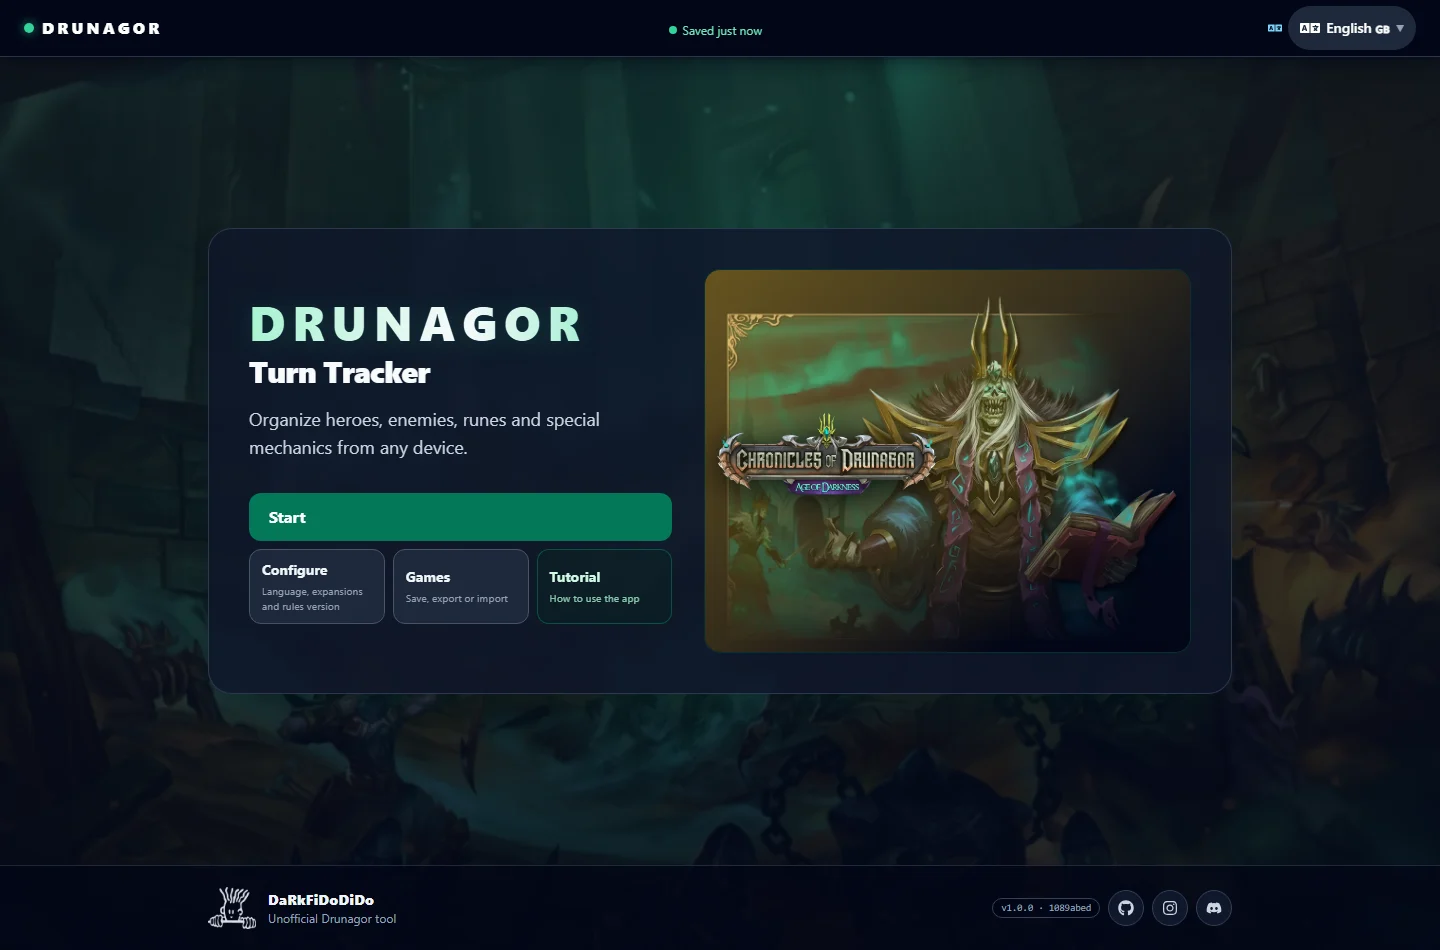 DRUNAGOR
Saved just now
English GB
DRUNAGOR
Turn Tracker
Organize heroes, enemies, runes and special
mechanics from any device.
CHRONICLES OF DRUNAGOR
AGE OF DARKNESS
Start
Configure
Language, expansions
and rules version
Games
Save, export or import
Tutorial
How to use the app
DaRkFiDoDiDo
Unofficial Drunagor tool
v1.0.0 · 1089abed